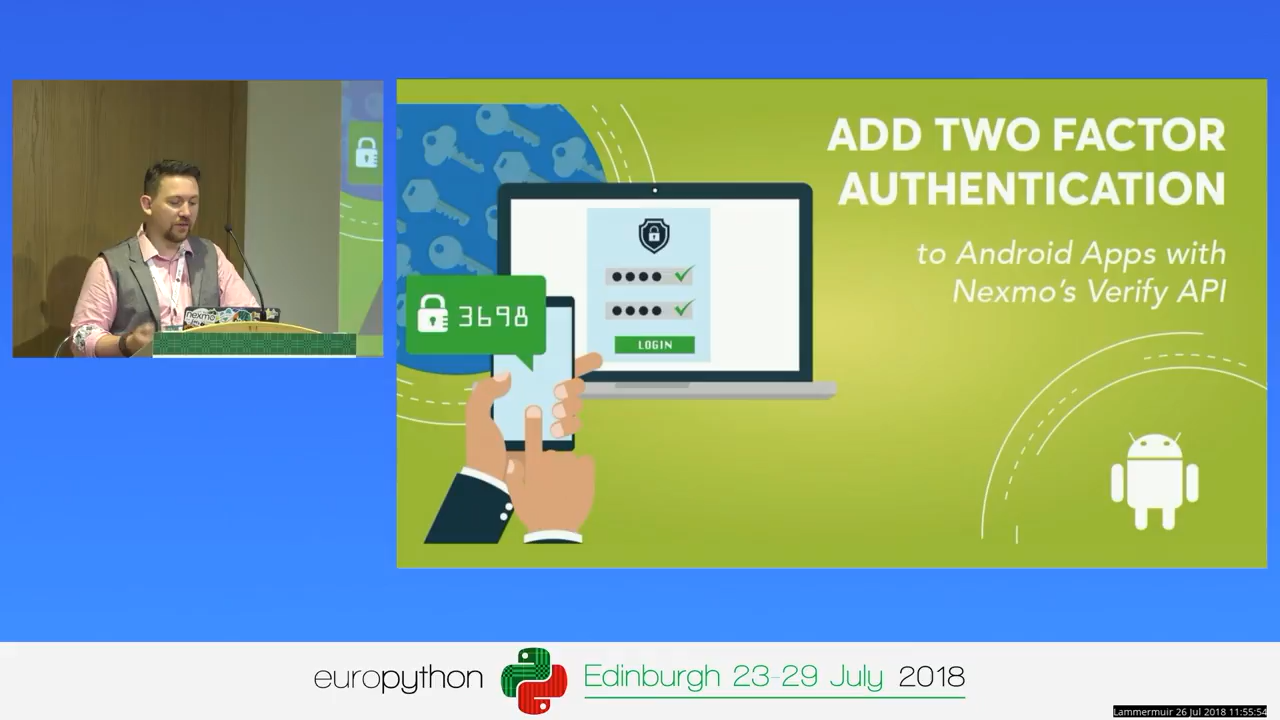 ADD TWO FACTOR
AUTHENTICATION
to Android Apps with
Nexmo's Verify API
3698
LOGIN
nexmo
europython
Edinburgh 23-29 July 2018
Lammermuir 26 Jul 2018 11:55:54